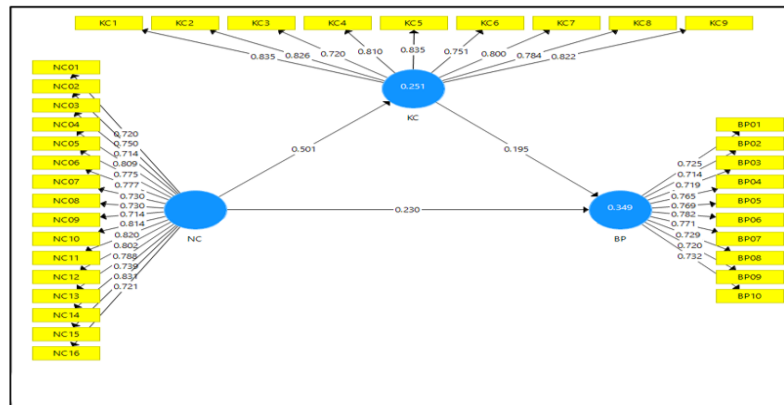 KC1 KC2 KC3 KC4 KC5 KC6 KC7 KC8 KC9
0.835 0.826 0.720 0.810 0.835 0.751 0.800 0.784 0.822
0.251
KC
0.501
0.195
0.230
NC01
NC02
NC03
NC04
NC05
NC06
NC07
NC08
NC09
NC10
NC11
NC12
NC13
NC14
NC15
NC16
0.720
0.750
0.714
0.809
0.775
0.777
0.730
0.730
0.714
0.814
0.820
0.802
0.788
0.739
0.831
0.721
NC
0.349
BP
0.725
0.714
0.719
0.765
0.769
0.782
0.771
0.729
0.720
0.732
BP01
BP02
BP03
BP04
BP05
BP06
BP07
BP08
BP09
BP10